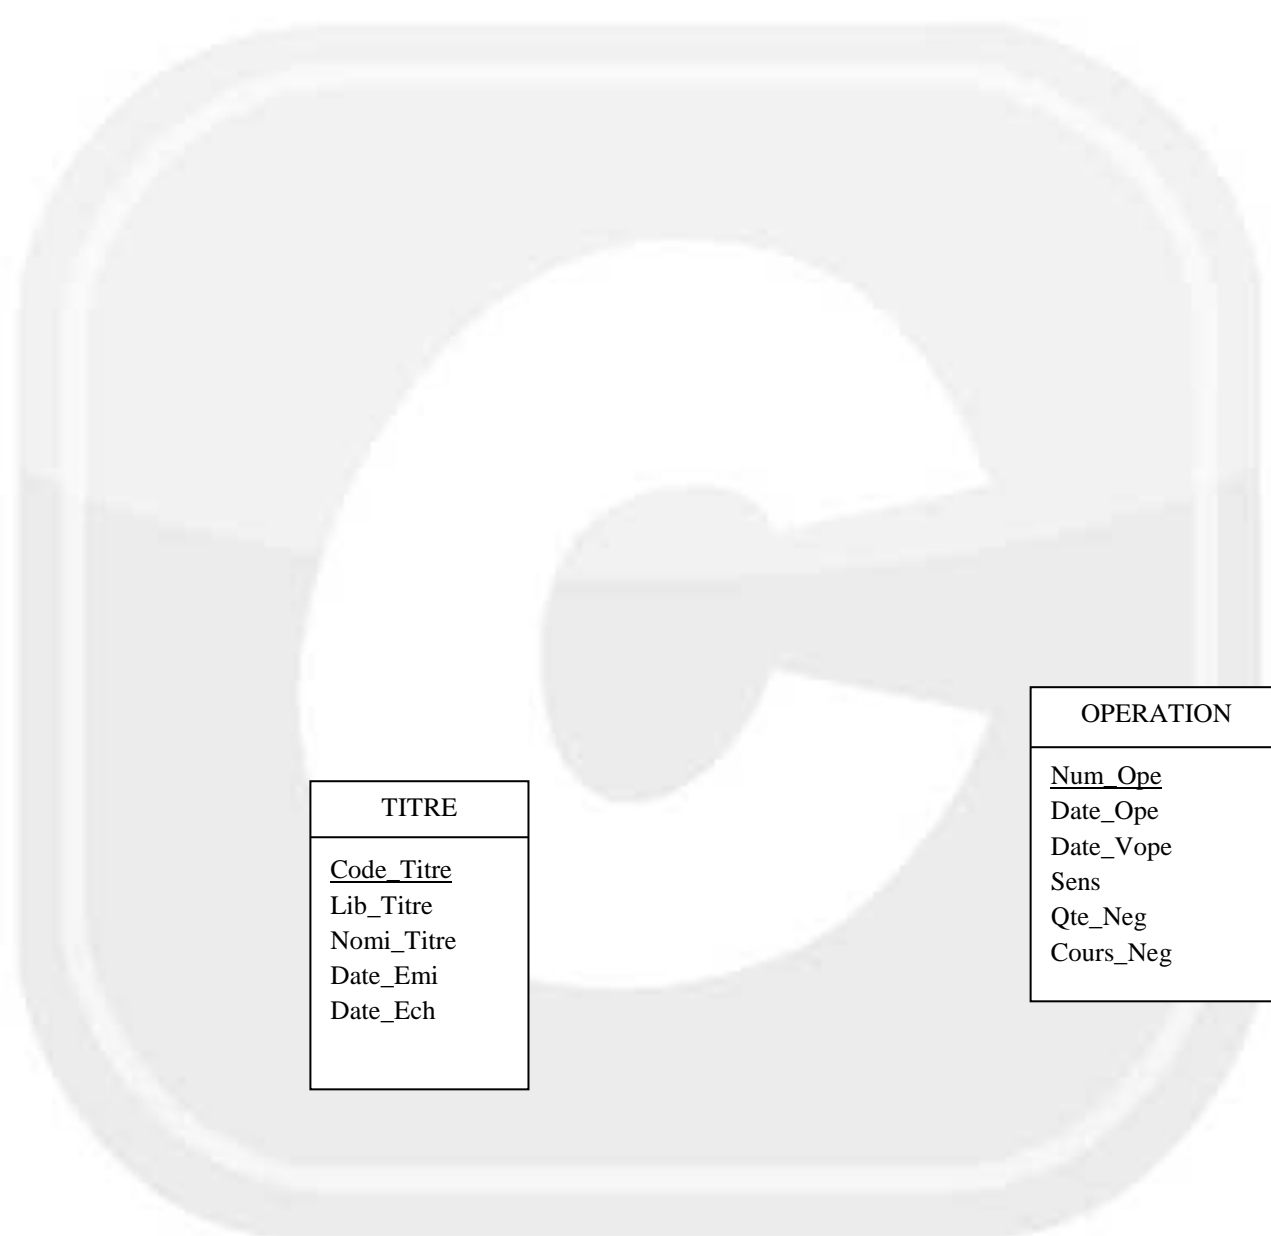 OPERATION
Num_Ope
Date_Ope
Date_Vope
Sens
Qte_Neg
Cours_Neg
TITRE
Code_Titre
Lib_Titre
Nomi_Titre
Date_Emi
Date_Ech